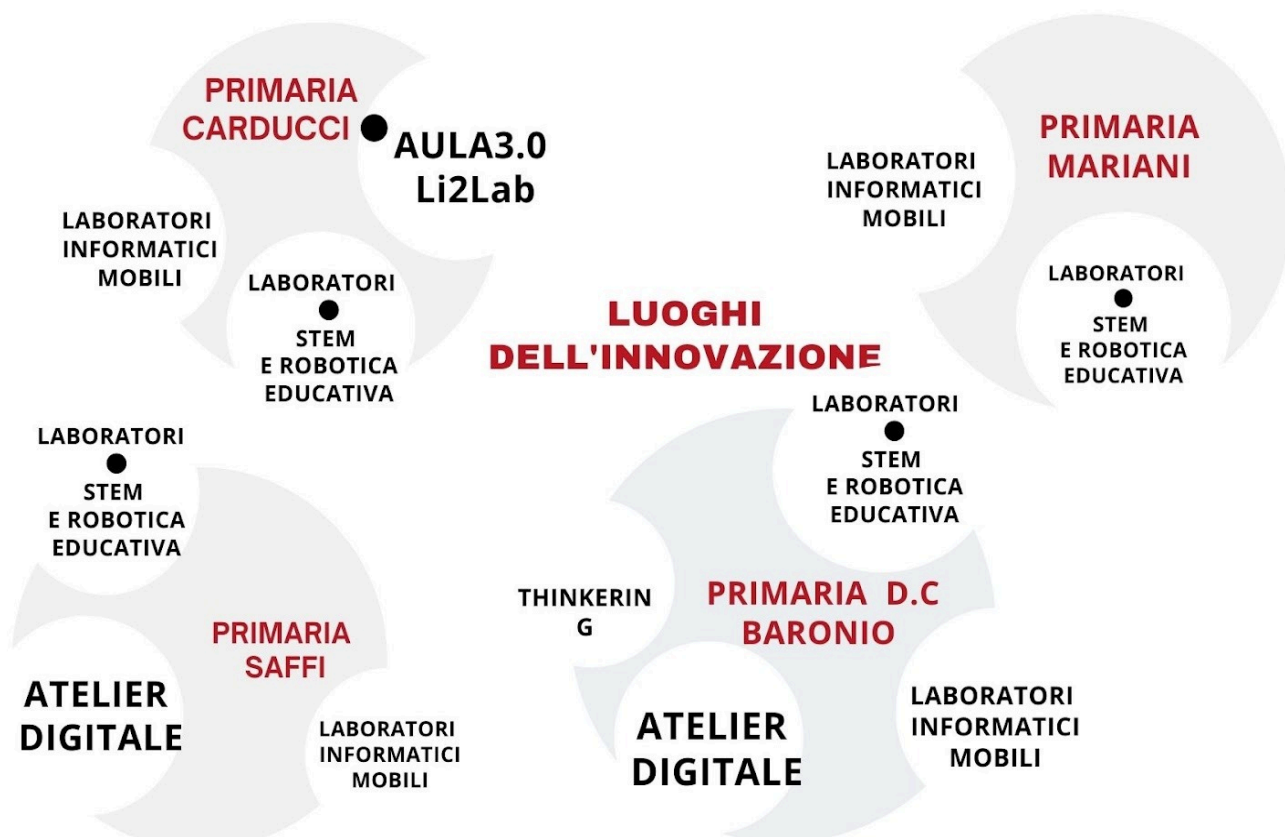 PRIMARIA
CARDUCCI
AULA3.0
Li2Lab
LABORATORI
INFORMATICI
MOBILI
LABORATORI
STEM
E ROBOTICA
EDUCATIVA
PRIMARIA
MARIANI
LABORATORI
INFORMATICI
MOBILI
LABORATORI
STEM
E ROBOTICA
EDUCATIVA
LUOGHI
DELL'INNOVAZIONE
LABORATORI
STEM
E ROBOTICA
EDUCATIVA
PRIMARIA
SAFFI
ATELIER
DIGITALE
LABORATORI
INFORMATICI
MOBILI
LABORATORI
STEM
E ROBOTICA
EDUCATIVA
THINKERIN
G
PRIMARIA D.C
BARONIO
ATELIER
DIGITALE
LABORATORI
INFORMATICI
MOBILI